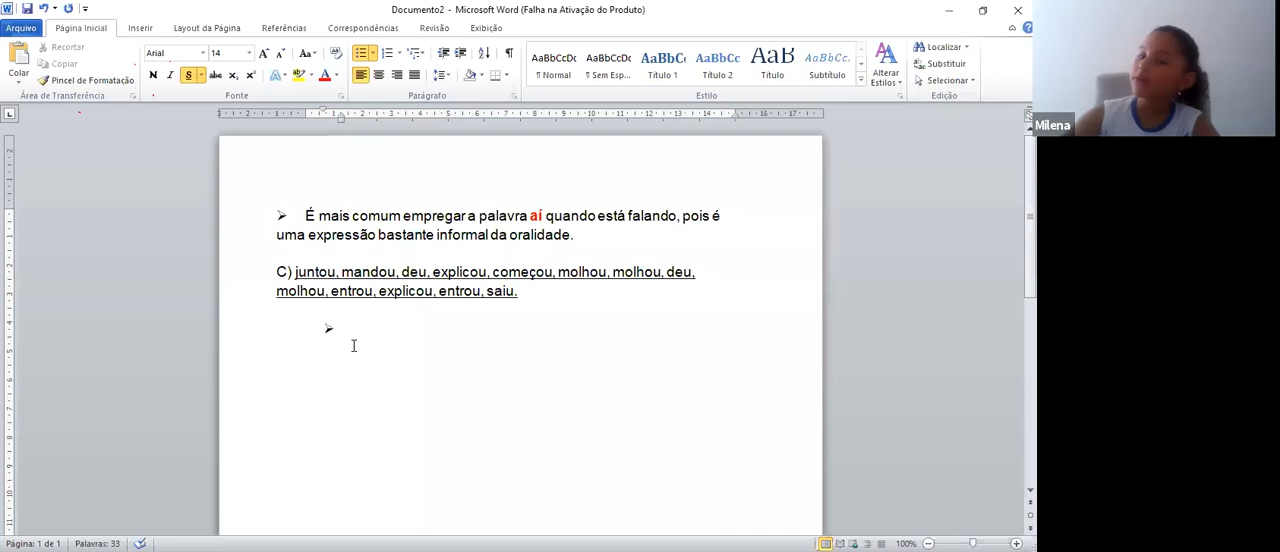 Documento2 - Microsoft Word (Falha na Ativação do Produto)
Arquivo Página Inicial Inserir Layout da Página Referências Correspondências Revisão Exibição
Recortar
Copiar
Pincel de Formatação
Colar
Área de Transferência
Arial 14
N I S abc x₂ x²
Fonte
Parágrafo
AaBbCcDc AaBbCcDc AaBbC AaBbCc AaB AaBbCc.
¶ Normal ¶ Sem Esp... Título 1 Título 2 Título Subtítulo
Estilo
Alterar
Estilos
Localizar
Substituir
Selecionar
Edição
Milena
É mais comum empregar a palavra aí quando está falando, pois é
uma expressão bastante informal da oralidade.
C) juntou, mandou, deu, explicou, começou, molhou, molhou, deu,
molhou, entrou, explicou, entrou, saiu.
Página: 1 de 1 Palavras: 33
100%